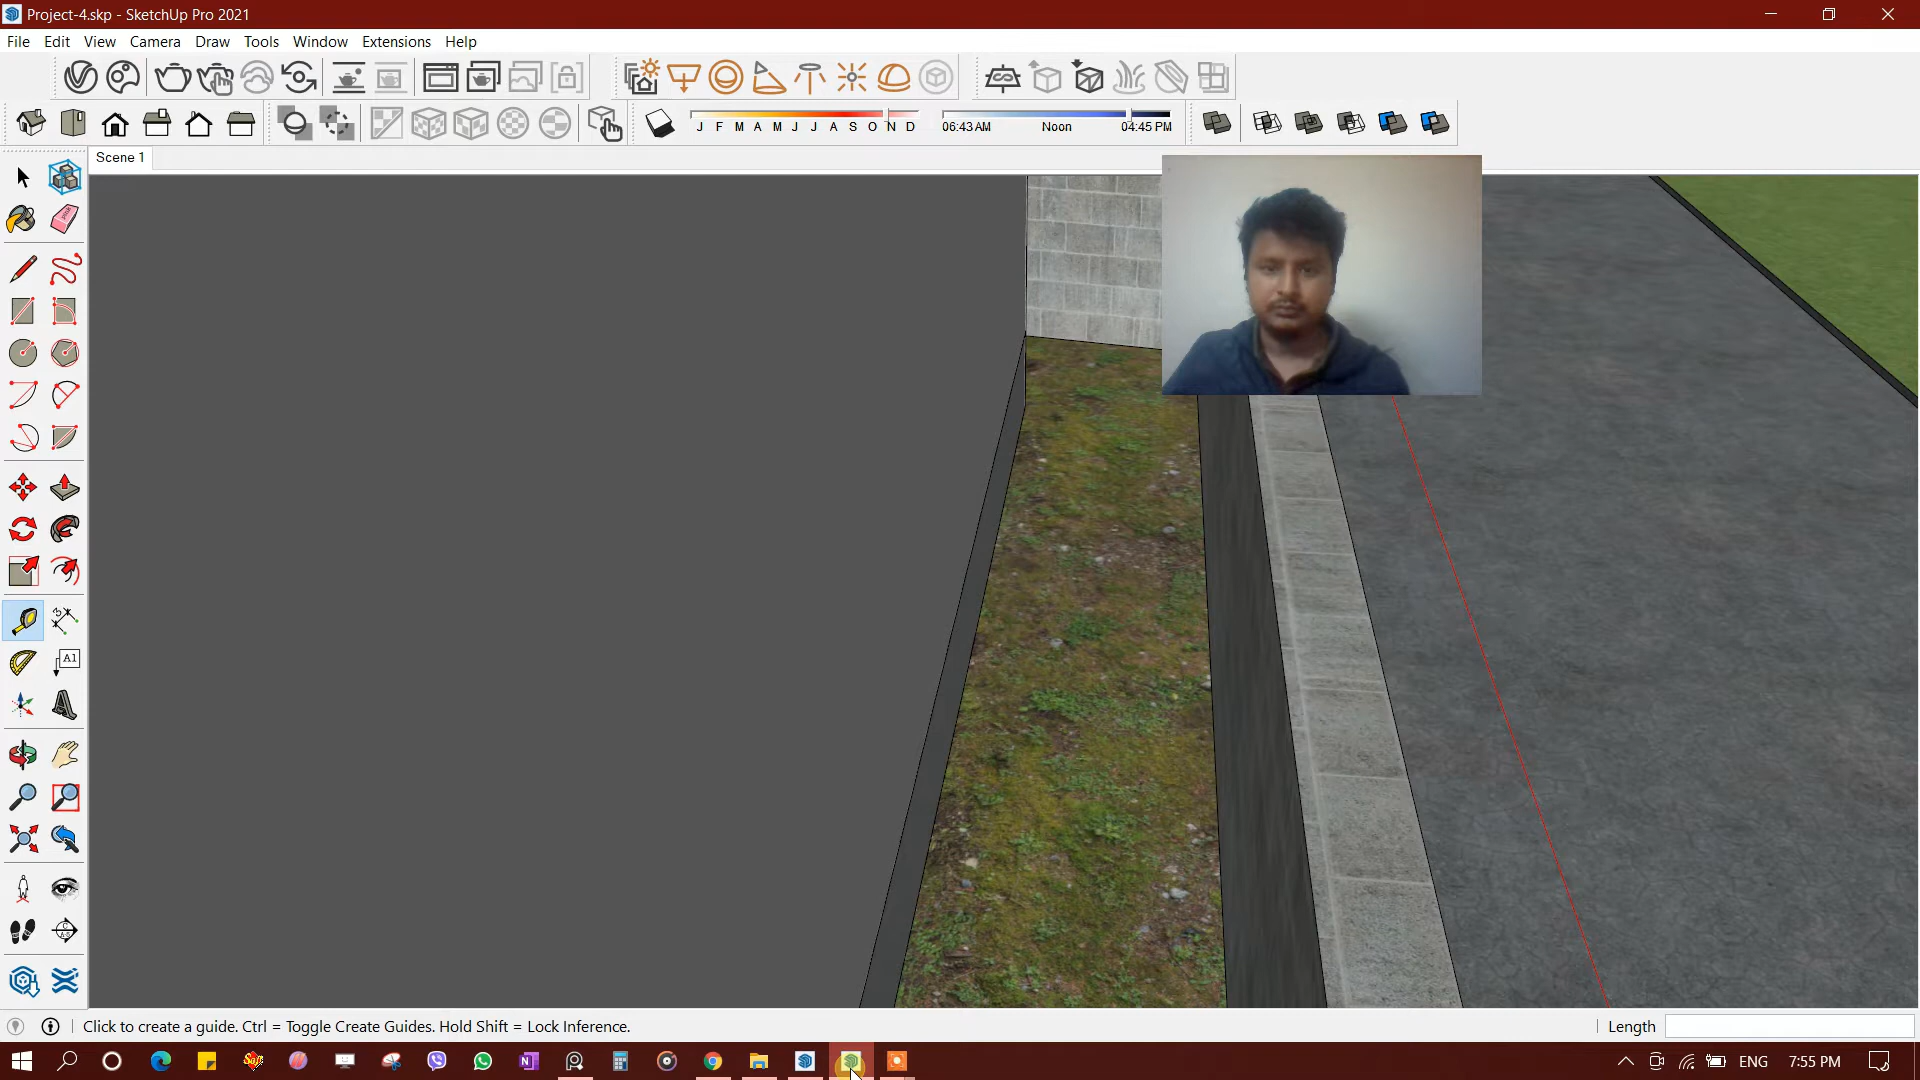 Project-4.skp - SketchUp Pro 2021
File Edit View Camera Draw Tools Window Extensions Help
J F M A M J J A S O N D
06:43 AM Noon 04:45 PM
Scene 1
A1
Click to create a guide. Ctrl = Toggle Create Guides. Hold Shift = Lock Inference.
Length
ENG 7:55 PM